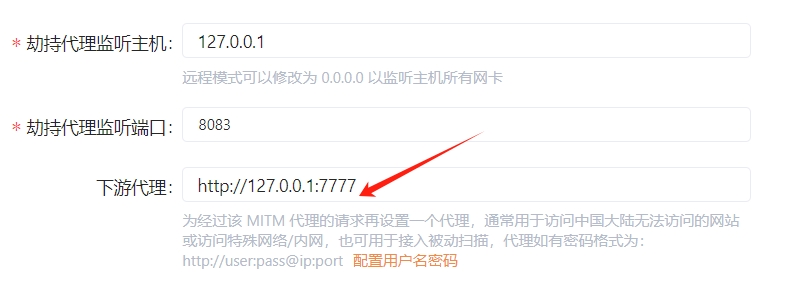 * 劫持代理监听主机： 127.0.0.1
远程模式可以修改为 0.0.0.0 以监听主机所有网卡
* 劫持代理监听端口： 8083
下游代理： http://127.0.0.1:7777
为经过该 MITM 代理的请求再设置一个代理，通常用于访问中国大陆无法访问的网站
或访问特殊网络/内网，也可用于接入被动扫描，代理如有密码格式为：
http://user:pass@ip:port 配置用户名密码